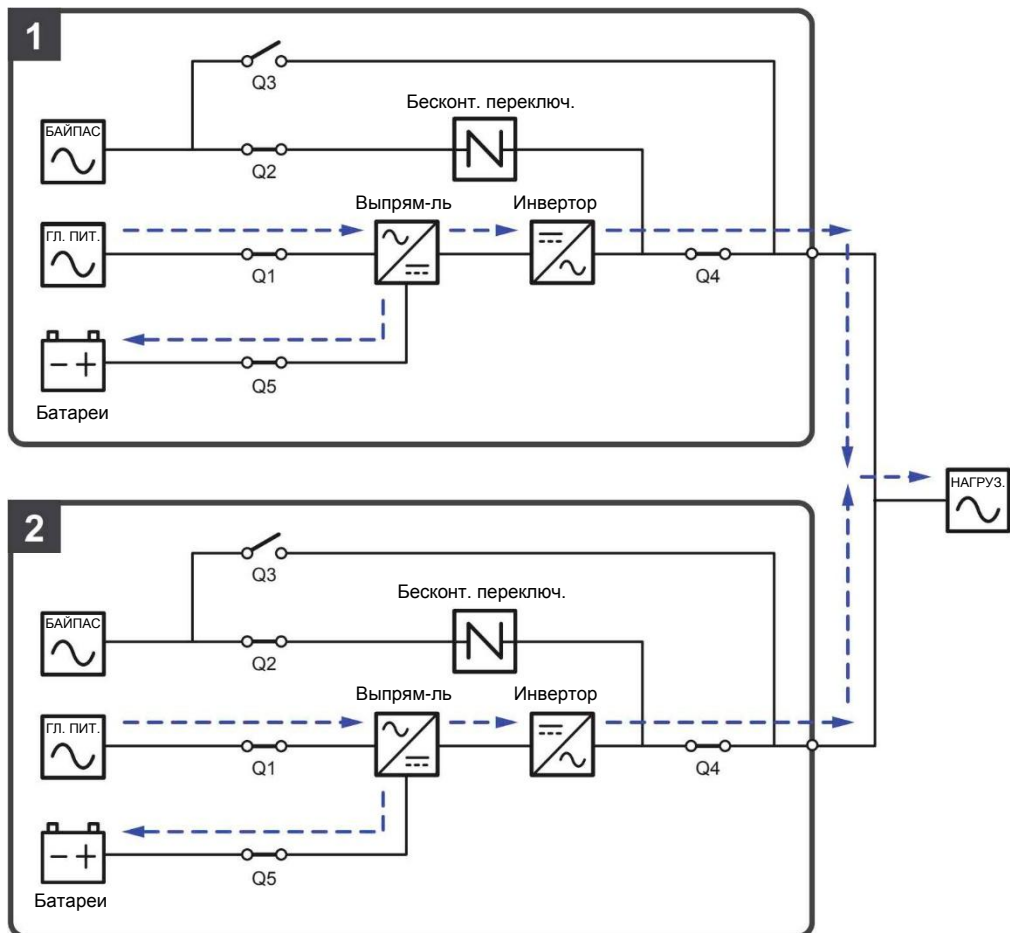 1
Q3
Бесконт. переключ.
БАЙПАС
Q2
Выпрям-ль
Инвертор
ГЛ. ПИТ.
Q1
Q4
Q5
Батареи
НАГРУЗ.
2
Q3
Бесконт. переключ.
БАЙПАС
Q2
Выпрям-ль
Инвертор
ГЛ. ПИТ.
Q1
Q4
Q5
Батареи